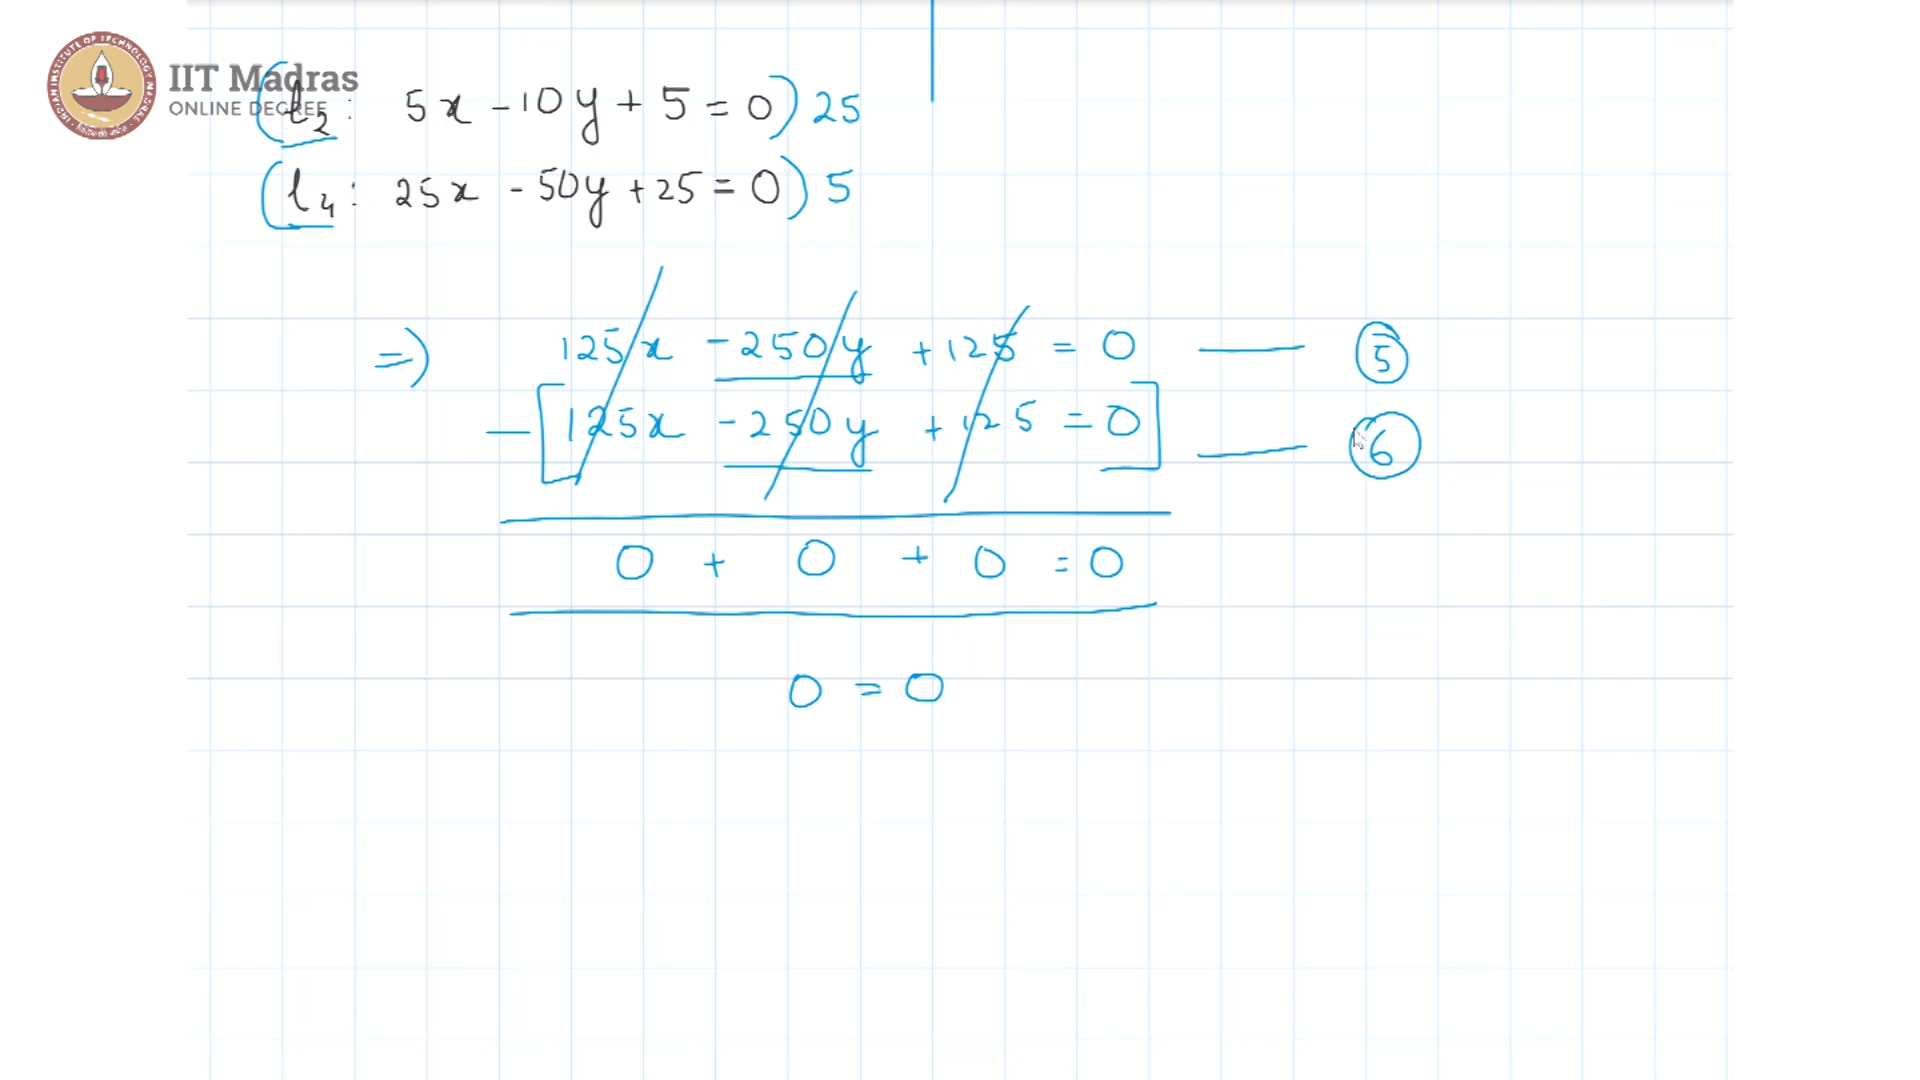 IIT Madras
ONLINE DEGREE
(l₂: 5x - 10y + 5 = 0) 25
(l₄: 25x - 50y + 25 = 0) 5
=) 125x - 250y + 125 = 0 — ⑤
- [125x - 250y + 125 = 0] — ⑥
0 + 0 + 0 = 0
0 = 0